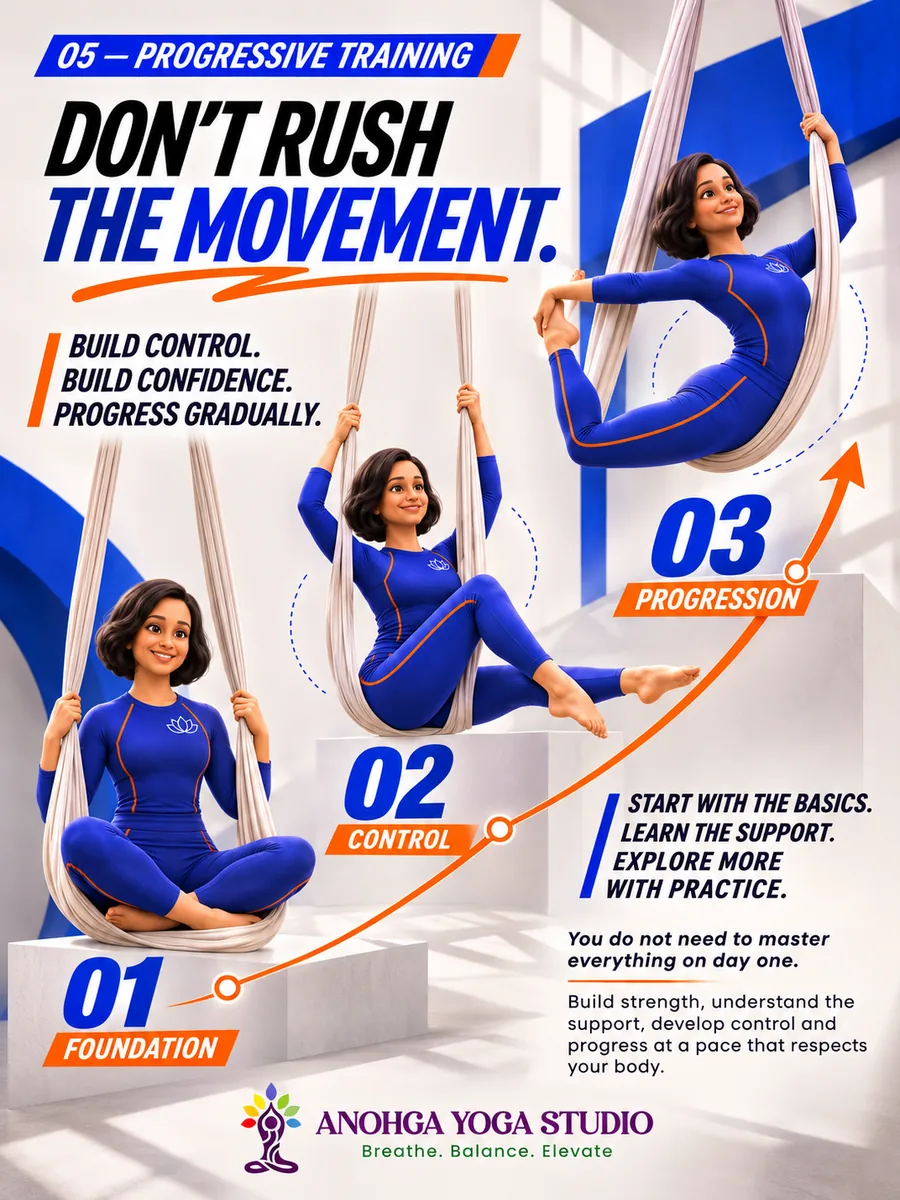 05 — PROGRESSIVE TRAINING
DON'T RUSH
THE MOVEMENT.
BUILD CONTROL.
BUILD CONFIDENCE.
PROGRESS GRADUALLY.
03
PROGRESSION
02
CONTROL
START WITH THE BASICS.
LEARN THE SUPPORT.
EXPLORE MORE
WITH PRACTICE.
You do not need to master
everything on day one.
Build strength, understand the
support, develop control and
progress at a pace that respects
your body.
01
FOUNDATION
ANOHGA YOGA STUDIO
Breathe. Balance. Elevate